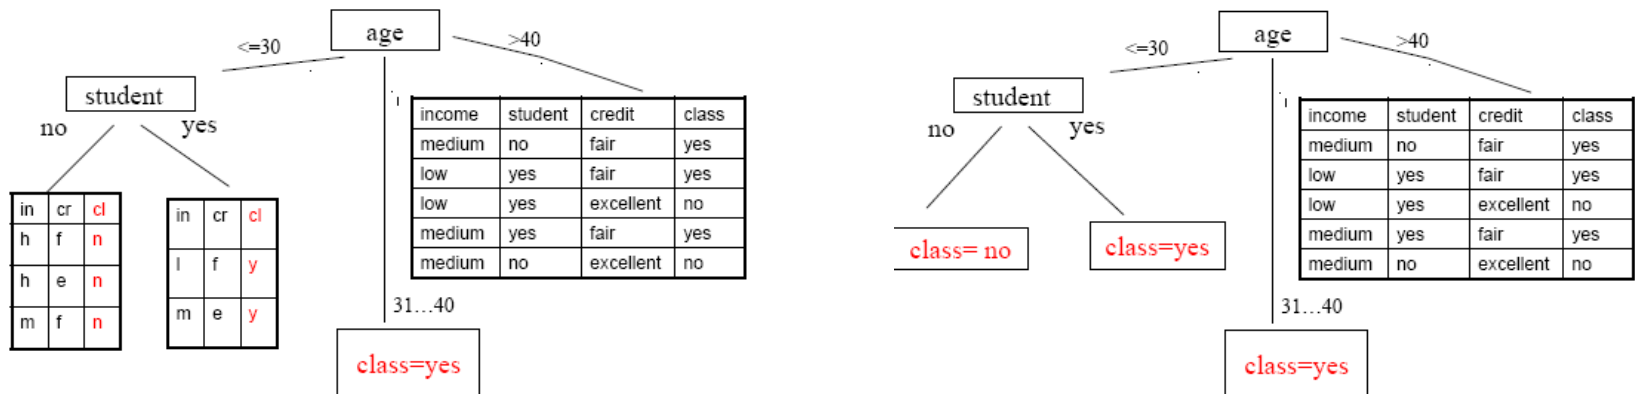 age
<=30
>40
student
no
yes
in cr cl
h f n
h e n
m f n
in cr cl
l f y
m e y
income student credit class
medium no fair yes
low yes fair yes
low yes excellent no
medium yes fair yes
medium no excellent no
31...40
class=yes
age
<=30
>40
student
no
yes
class= no
class=yes
income student credit class
medium no fair yes
low yes fair yes
low yes excellent no
medium yes fair yes
medium no excellent no
31...40
class=yes